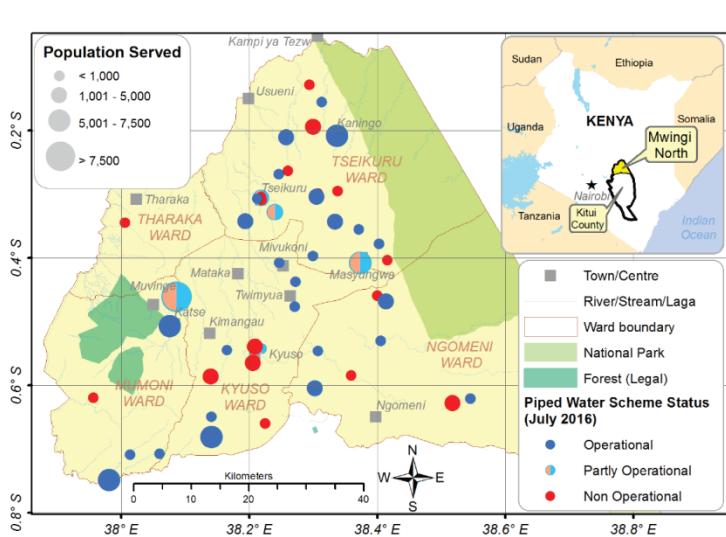 Population Served
< 1,000
1,001 - 5,000
5,001 - 7,500
> 7,500
Kampi ya Tezw
Usueni
Kaningo
TSEIKURU
WARD
Tseikuru
Tharaka
THARAKA
WARD
Mivukoni
Mataka
Masyungwa
Muvinge
Twimyua
Katse
Kimangau
Kyuso
NGOMENI
WARD
MUMONI
WARD
KYUSO
WARD
Ngomeni
Sudan
Ethiopia
Uganda
KENYA
Somalia
Mwingi
North
Nairobi
Kitui
County
Tanzania
Indian
Ocean
Town/Centre
River/Stream/Laga
Ward boundary
National Park
Forest (Legal)
Piped Water Scheme Status
(July 2016)
Operational
Partly Operational
Non Operational
Kilometers
0 5 10 20 30 40
N
W E
S
0.2° S
0.4° S
0.6° S
0.8° S
38° E
38.2° E
38.4° E
38.6° E
38.8° E